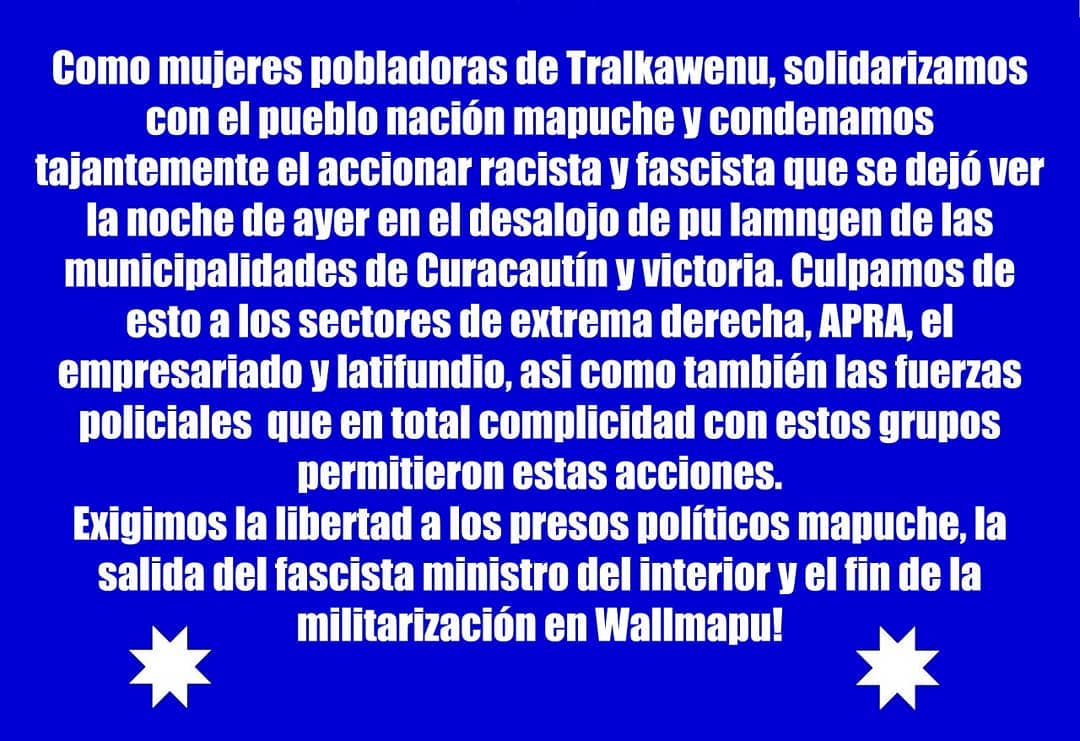 Como mujeres pobladoras de Tralkawenu, solidarizamos
con el pueblo nación mapuche y condenamos
tajantemente el accionar racista y fascista que se dejó ver
la noche de ayer en el desalojo de pu lamngen de las
municipalidades de Curacautín y victoria. Culpamos de
esto a los sectores de extrema derecha, APRA, el
empresariado y latifundio, asi como también las fuerzas
policiales  que en total complicidad con estos grupos
permitieron estas acciones.
Exigimos la libertad a los presos políticos mapuche, la
salida del fascista ministro del interior y el fin de la
militarización en Wallmapu!